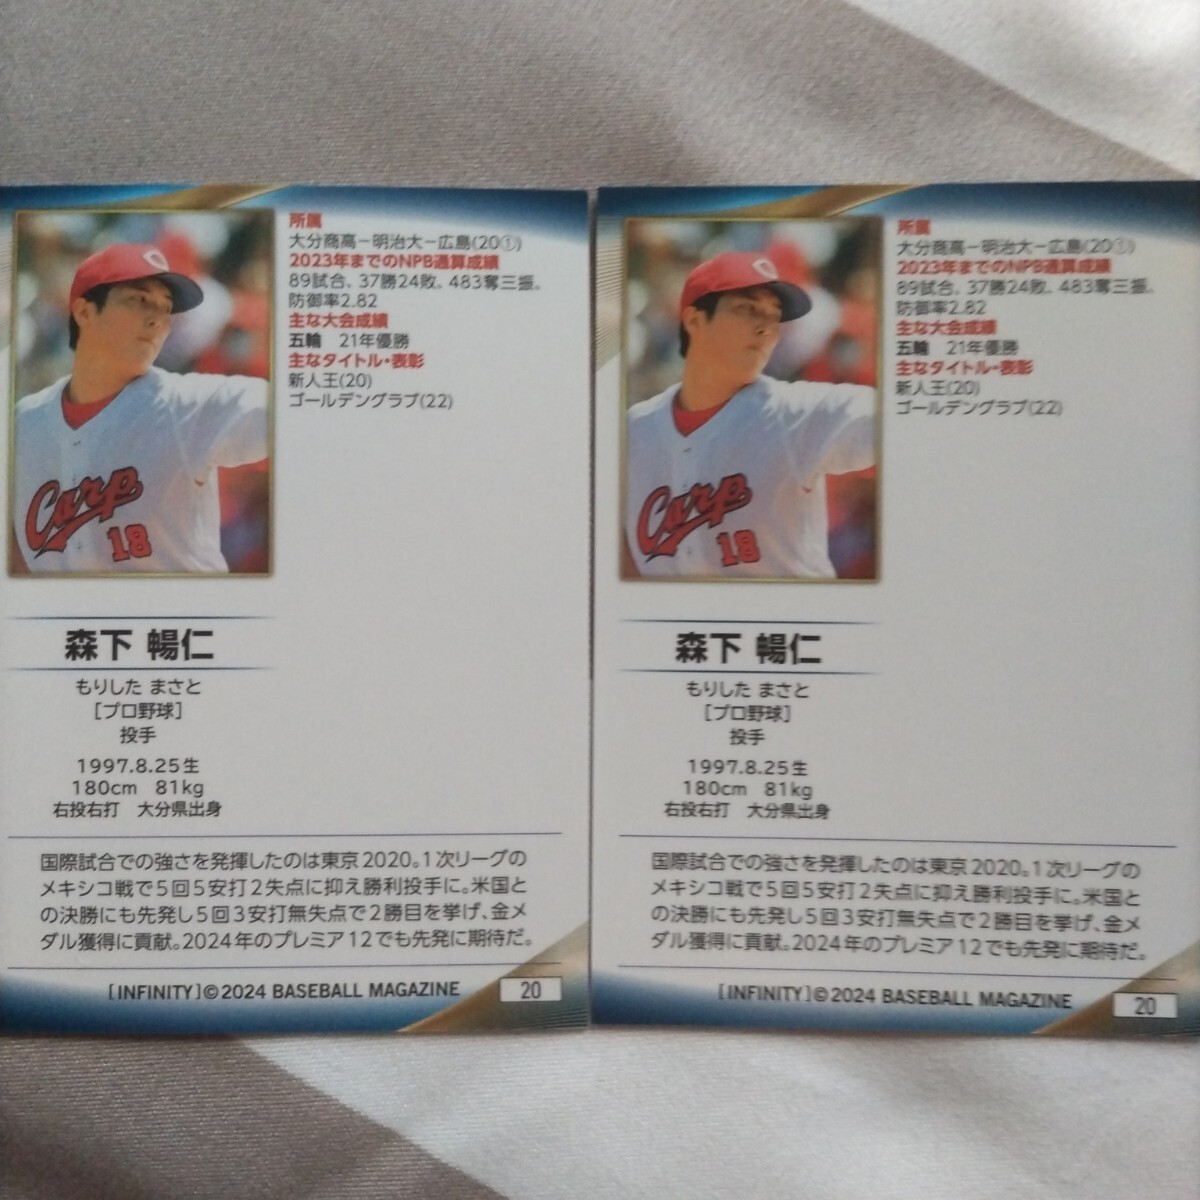 所属
大分商高－明治大－広島(20①)
2023年までのNPB通算成績
89試合、37勝24敗、483奪三振。
防御率2.82
主な大会成績
五輪　21年優勝
主なタイトル・表彰
新人王(20)
ゴールデングラブ(22)
Carp
18
森下 暢仁
もりした まさと
［プロ野球］
投手
1997.8.25生
180cm　81kg
右投右打　大分県出身
国際試合での強さを発揮したのは東京2020。1次リーグの
メキシコ戦で5回5安打2失点に抑え勝利投手に。米国と
の決勝にも先発し5回3安打無失点で2勝目を挙げ、金メ
ダル獲得に貢献。2024年のプレミア12でも先発に期待だ。
［INFINITY］©2024 BASEBALL MAGAZINE
20
所属
大分商高－明治大－広島(20①)
2023年までのNPB通算成績
89試合、37勝24敗、483奪三振。
防御率2.82
主な大会成績
五輪　21年優勝
主なタイトル・表彰
新人王(20)
ゴールデングラブ(22)
Carp
18
森下 暢仁
もりした まさと
［プロ野球］
投手
1997.8.25生
180cm　81kg
右投右打　大分県出身
国際試合での強さを発揮したのは東京2020。1次リーグの
メキシコ戦で5回5安打2失点に抑え勝利投手に。米国と
の決勝にも先発し5回3安打無失点で2勝目を挙げ、金メ
ダル獲得に貢献。2024年のプレミア12でも先発に期待だ。
［INFINITY］©2024 BASEBALL MAGAZINE
20